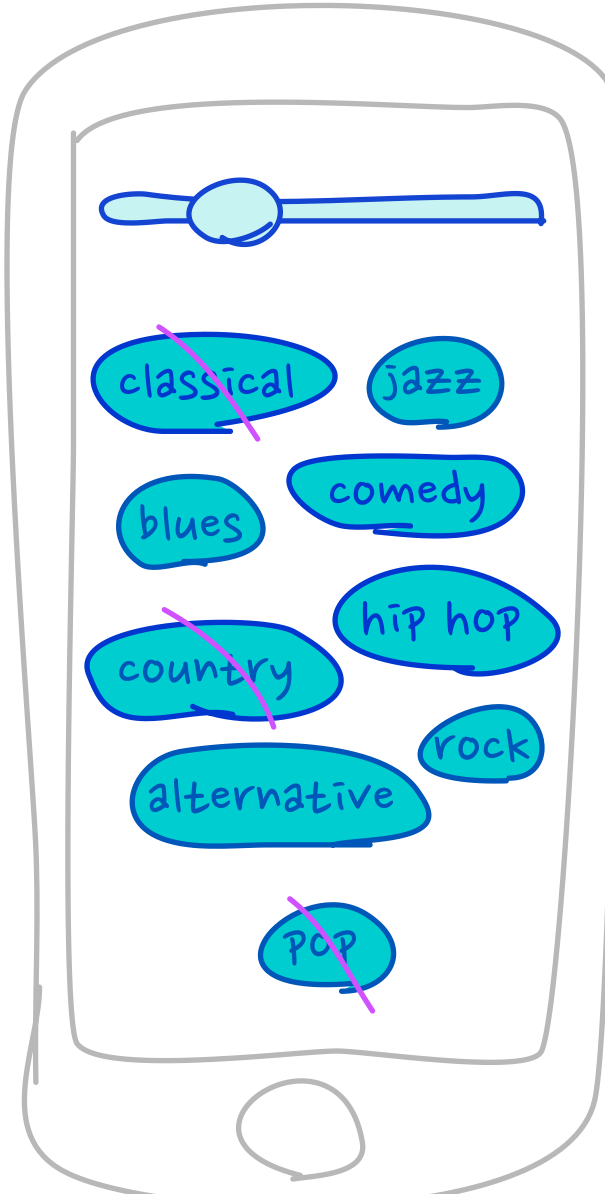 classical
jazz
comedy
blues
hip hop
country
rock
alternative
pop